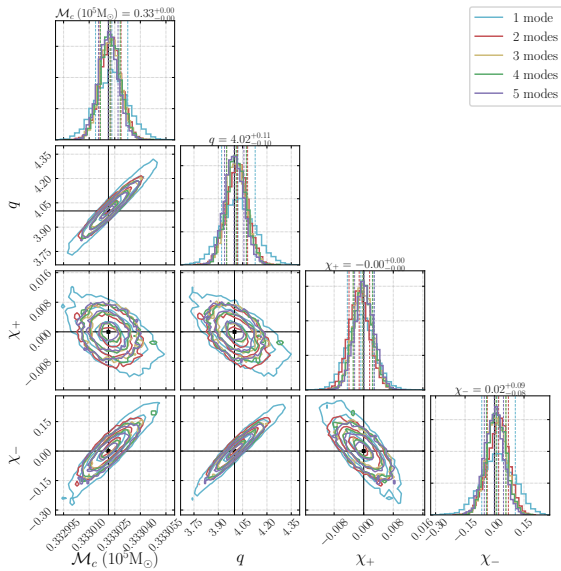 M_c (10^5 M_⊙) = 0.33^{+0.00}_{-0.00}
1 mode
2 modes
3 modes
4 modes
5 modes
q = 4.02^{+0.11}_{-0.10}
q
4.35
4.20
4.05
3.90
3.75
χ_+ = −0.00^{+0.00}_{-0.00}
χ_+
0.016
0.008
0.000
−0.008
χ_− = 0.02^{+0.09}_{-0.08}
χ_−
0.15
0.00
−0.15
−0.30
0.332995 0.333010 0.333025 0.333040 0.333055
3.75 3.90 4.05 4.20 4.35
−0.008 0.000 0.008 0.016
−0.30 −0.15 0.00 0.15
M_c (10^5 M_⊙) q χ_+ χ_−